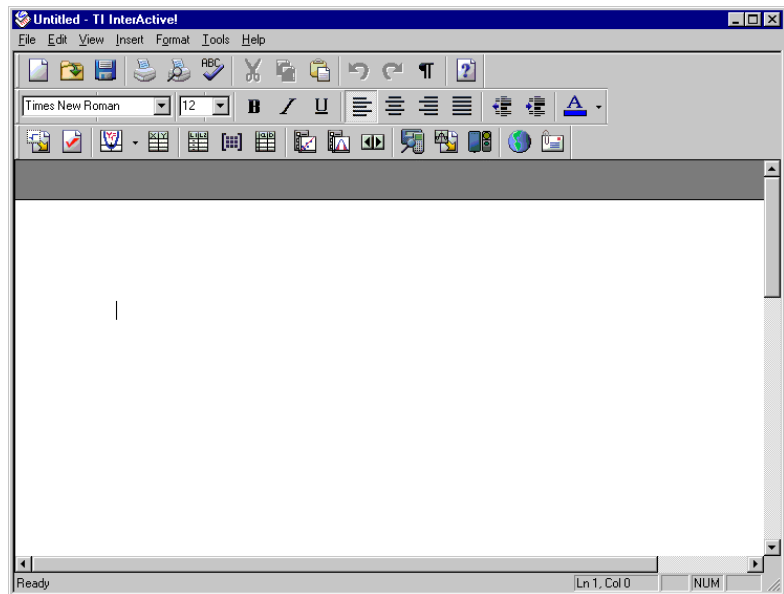 Untitled - TI InterActive!
File Edit View Insert Format Tools Help
ABC
Times New Roman 12 B I U A
Ready Ln 1, Col 0 NUM